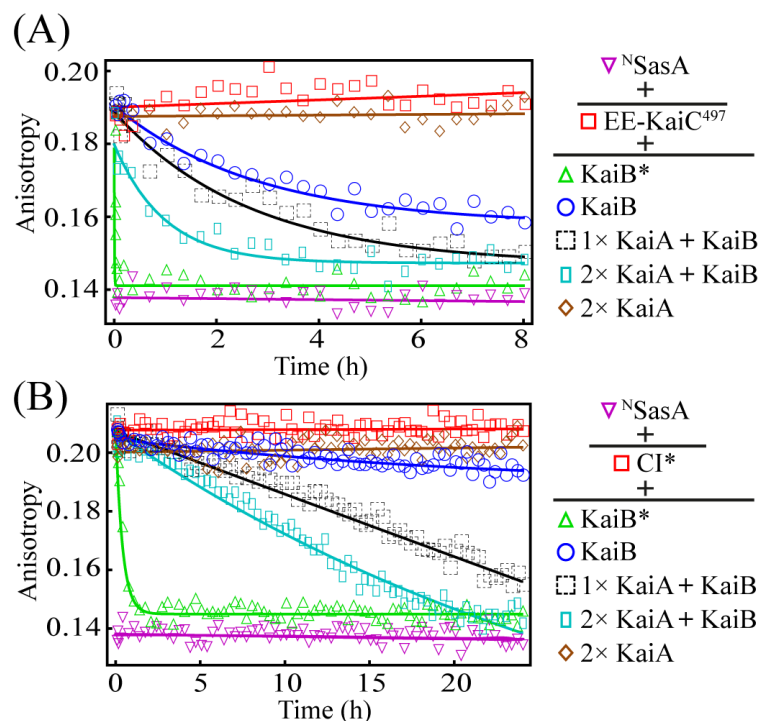 (A)
0.20
0.18
0.16
0.14
Anisotropy
0
2
4
6
8
Time (h)
ᴺSasA
+
EE-KaiC⁴⁹⁷
+
KaiB*
KaiB
1× KaiA + KaiB
2× KaiA + KaiB
2× KaiA
(B)
0.20
0.18
0.16
0.14
Anisotropy
0
5
10
15
20
Time (h)
ᴺSasA
+
CI*
+
KaiB*
KaiB
1× KaiA + KaiB
2× KaiA + KaiB
2× KaiA